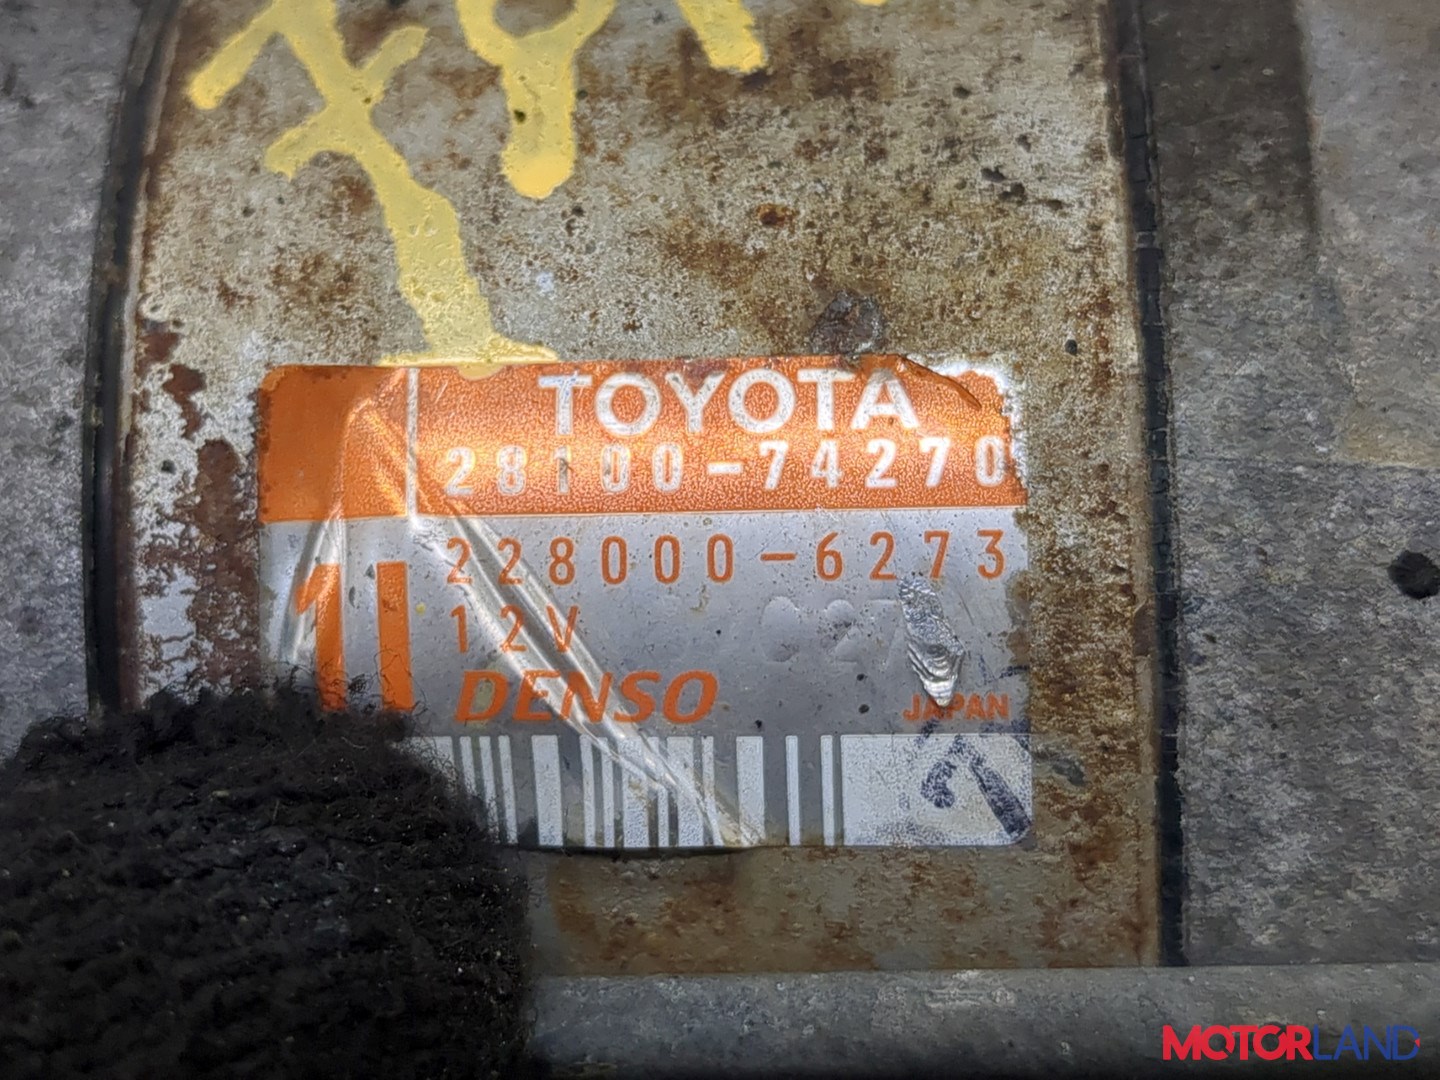 TOYOTA
28100-74270
228000-6273
12V
DENSO
JAPAN
MOTORLAND